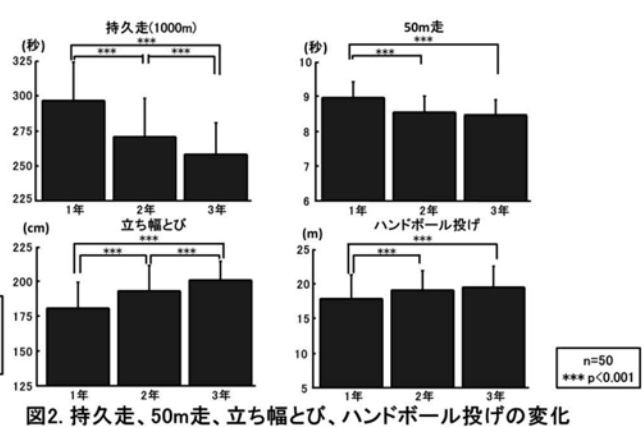 持久走(1000m)
(秒)
***
***
***
325
300
275
250
225
1年
2年
3年
50m走
(秒)
***
***
10
9
8
7
6
1年
2年
3年
立ち幅とび
(cm)
***
***
***
225
200
175
150
125
1年
2年
3年
ハンドボール投げ
(m)
***
***
25
20
15
10
5
1年
2年
3年
n=50
*** p<0.001
図2. 持久走、50m走、立ち幅とび、ハンドボール投げの変化